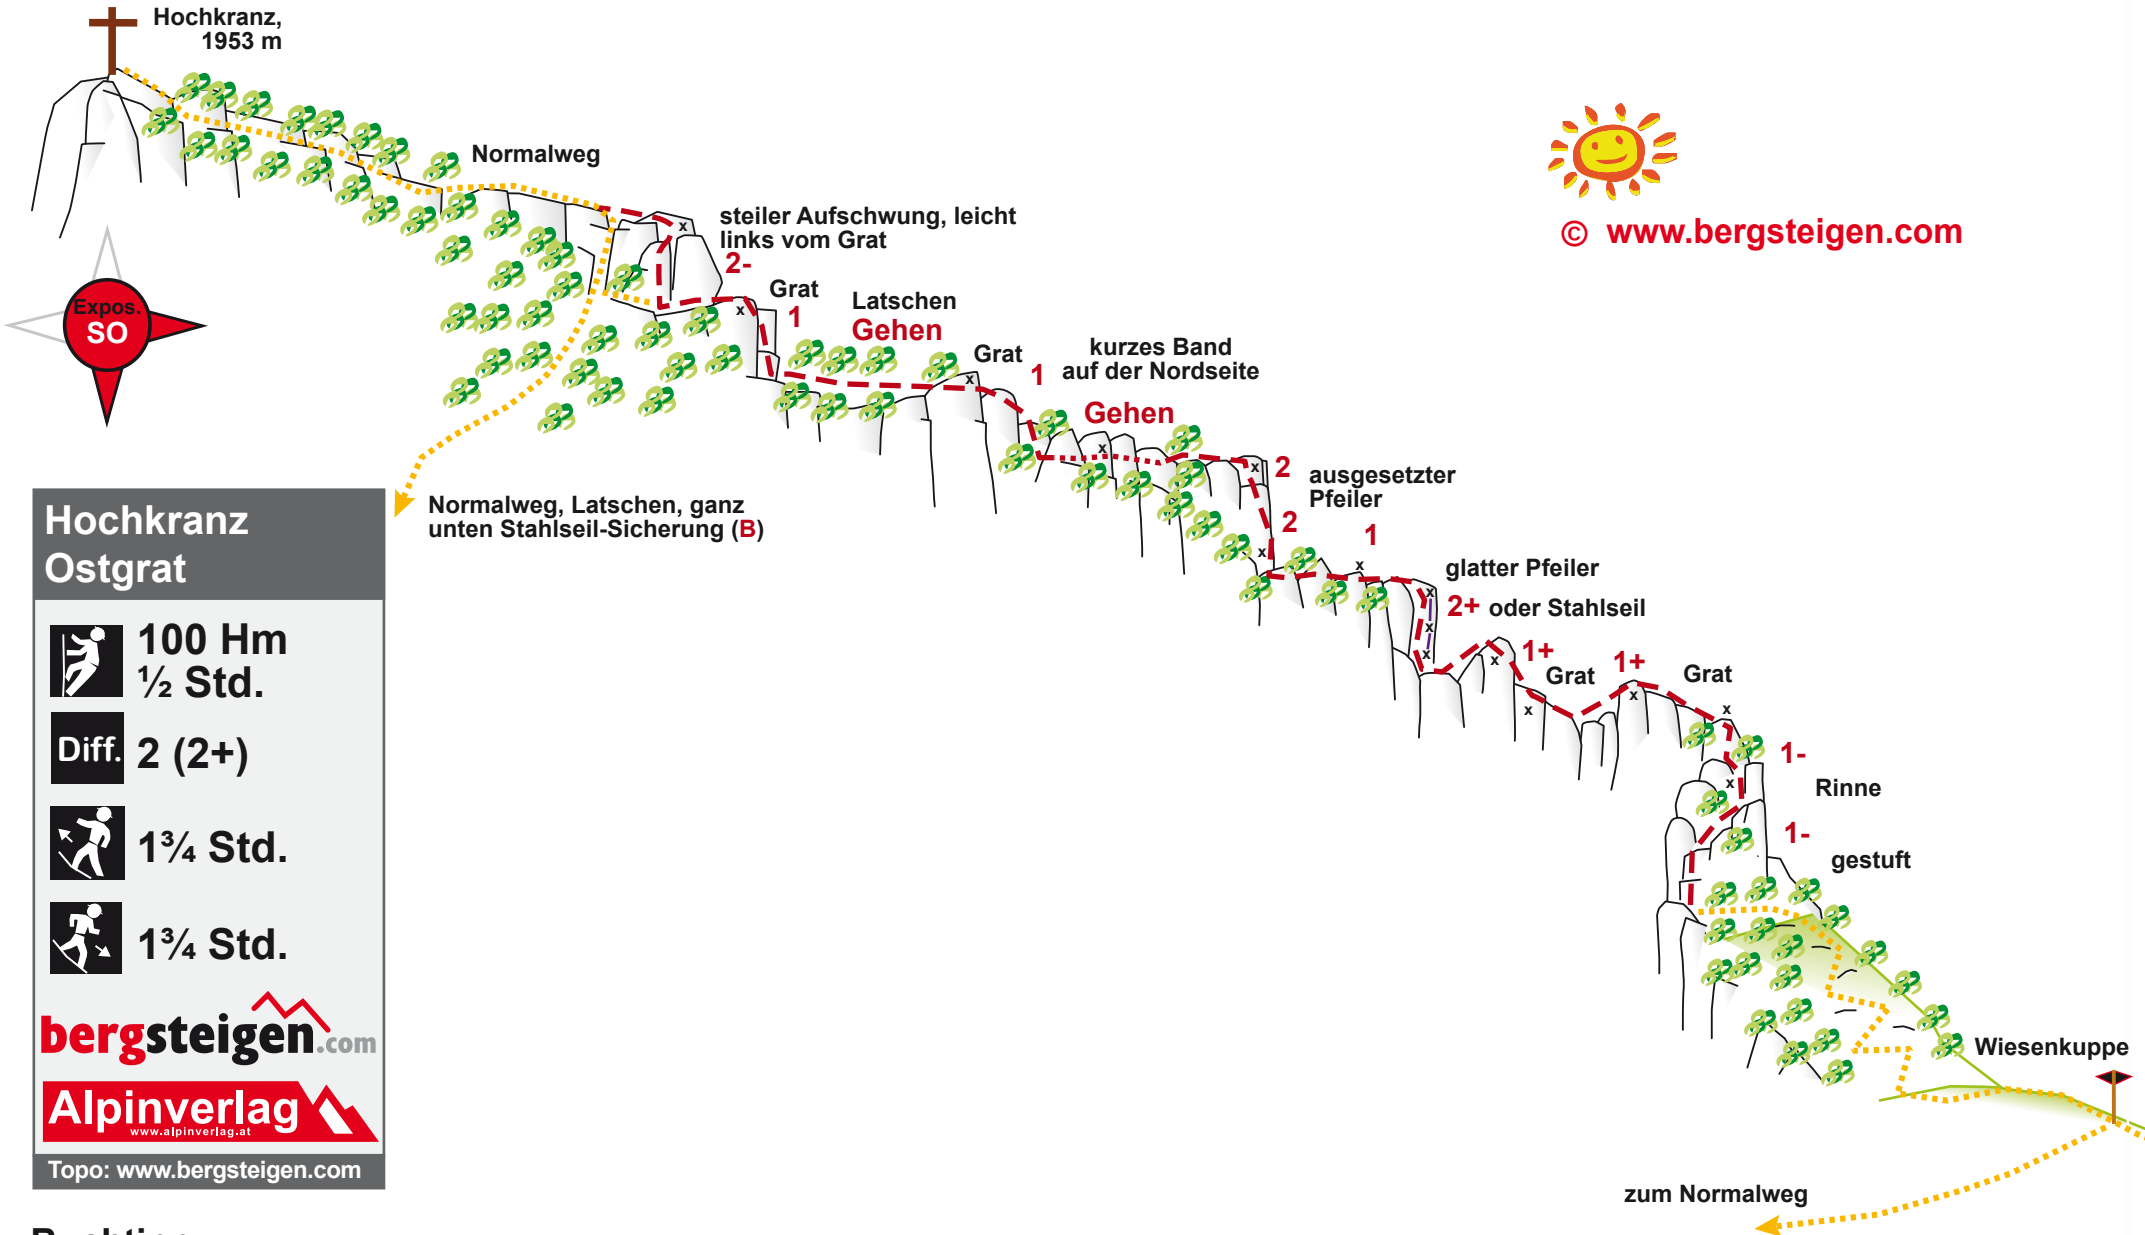 Hochkranz,
1953 m
Normalweg
steiler Aufschwung, leicht
links vom Grat
2-
Grat
1
Latschen
Gehen
Grat
1
kurzes Band
auf der Nordseite
Gehen
2
ausgesetzter
Pfeiler
2
1
glatter Pfeiler
2+ oder Stahlseil
1+
Grat
1+
Grat
1-
Rinne
1-
gestuft
Wiesenkuppe
zum Normalweg
Normalweg, Latschen, ganz
unten Stahlseil-Sicherung (B)
© www.bergsteigen.com
Expos.
SO
Hochkranz
Ostgrat
100 Hm
½ Std.
Diff. 2 (2+)
1¾ Std.
1¾ Std.
bergsteigen.com
Alpinverlag
www.alpinverlag.at
Topo: www.bergsteigen.com